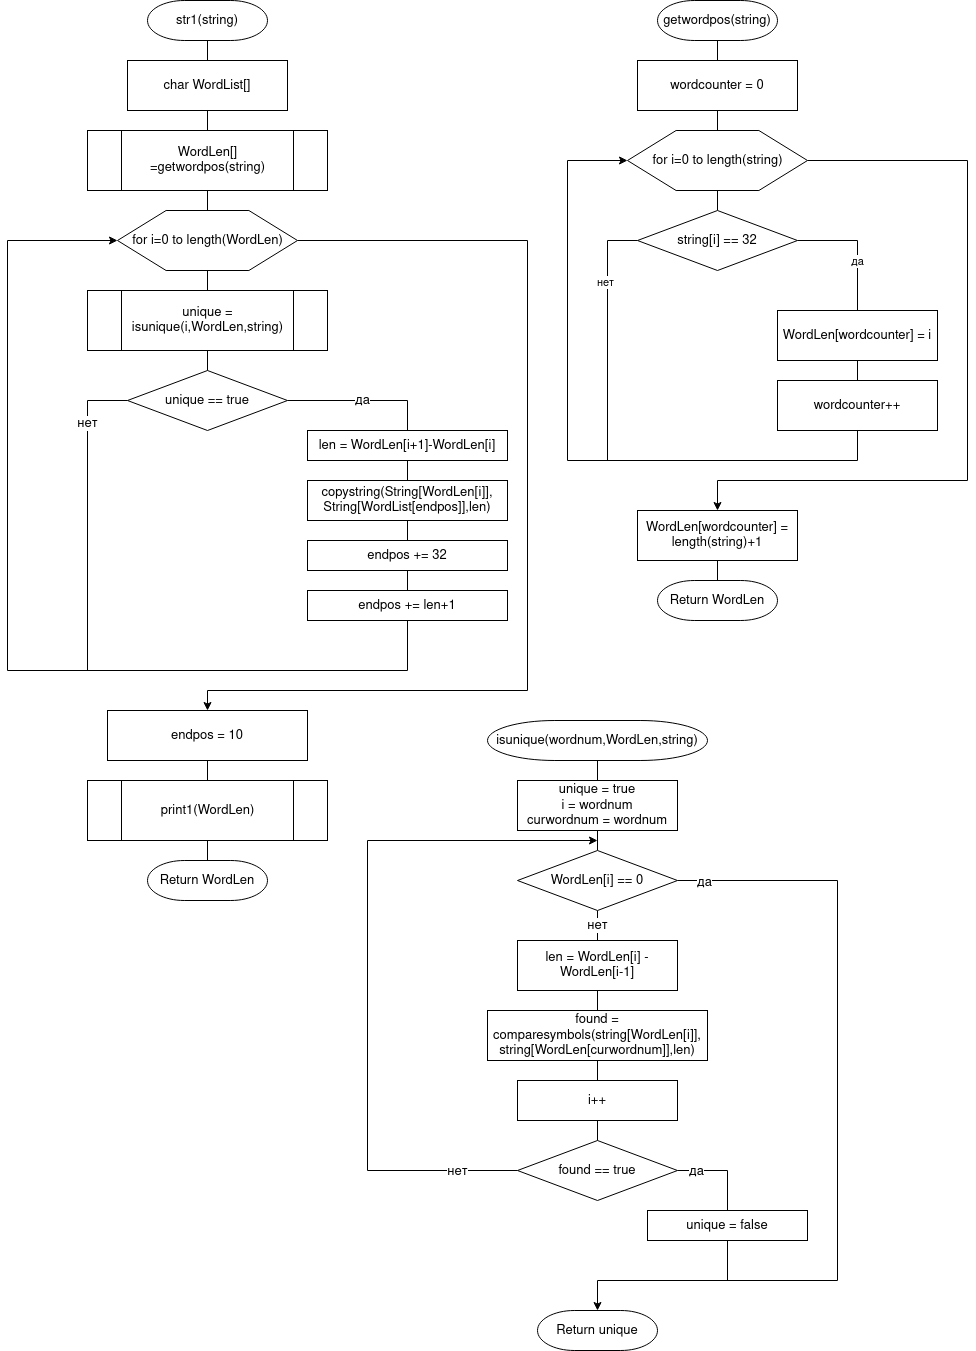 str1(string)
char WordList[]
WordLen[]
=getwordpos(string)
for i=0 to length(WordLen)
unique =
isunique(i,WordLen,string)
unique == true
да
нет
len = WordLen[i+1]-WordLen[i]
copystring(String[WordLen[i]],
String[WordList[endpos]],len)
endpos += 32
endpos += len+1
endpos = 10
print1(WordLen)
Return WordLen
getwordpos(string)
wordcounter = 0
for i=0 to length(string)
string[i] == 32
да
нет
WordLen[wordcounter] = i
wordcounter++
WordLen[wordcounter] =
length(string)+1
Return WordLen
isunique(wordnum,WordLen,string)
unique = true
i = wordnum
curwordnum = wordnum
WordLen[i] == 0
да
нет
len = WordLen[i] -
WordLen[i-1]
found =
comparesymbols(string[WordLen[i]],
string[WordLen[curwordnum]],len)
i++
found == true
нет
да
unique = false
Return unique